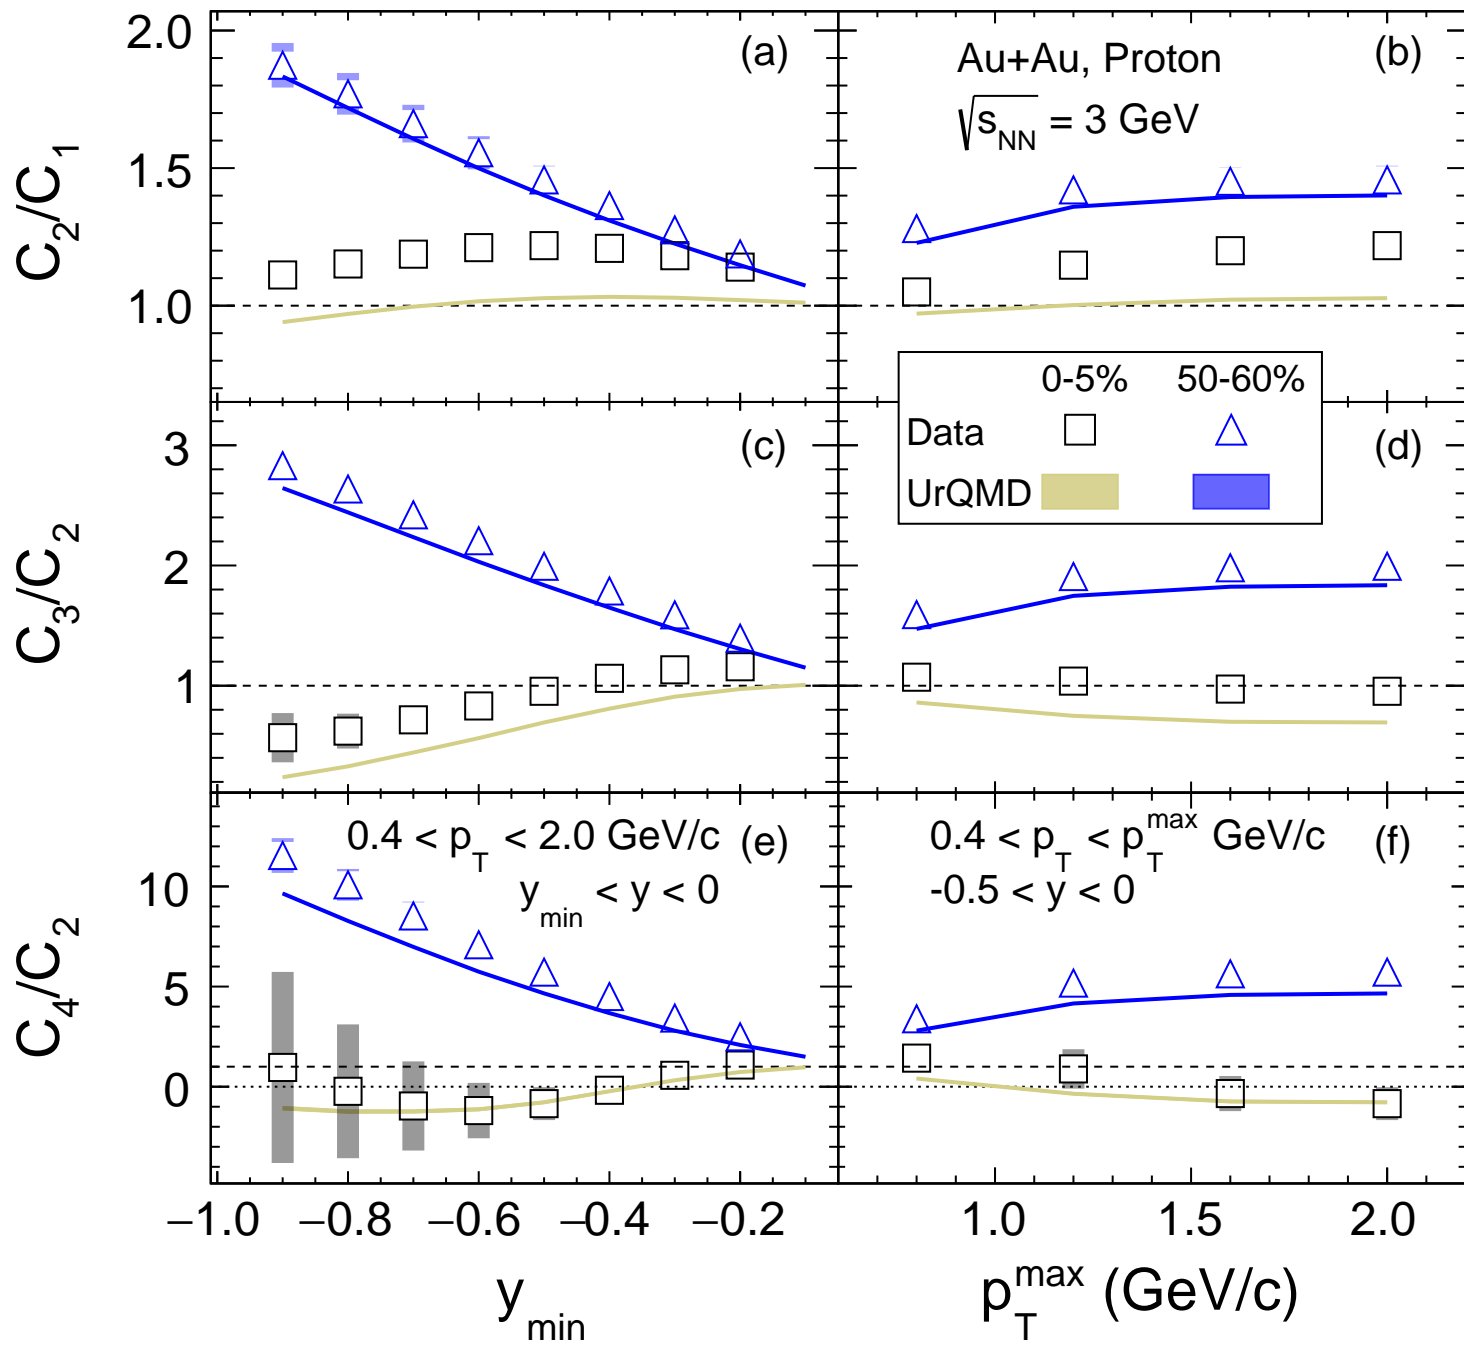 2.0
1.5
1.0
C2/C1
(a)
(b)
Au+Au, Proton
√sNN = 3 GeV
0-5% 50-60%
Data
UrQMD
3
2
1
C3/C2
(c)
(d)
10
5
0
C4/C2
0.4 < pT < 2.0 GeV/c (e)
ymin < y < 0
0.4 < pT < pTmax GeV/c (f)
-0.5 < y < 0
−1.0 −0.8 −0.6 −0.4 −0.2
1.0 1.5 2.0
ymin
pTmax (GeV/c)